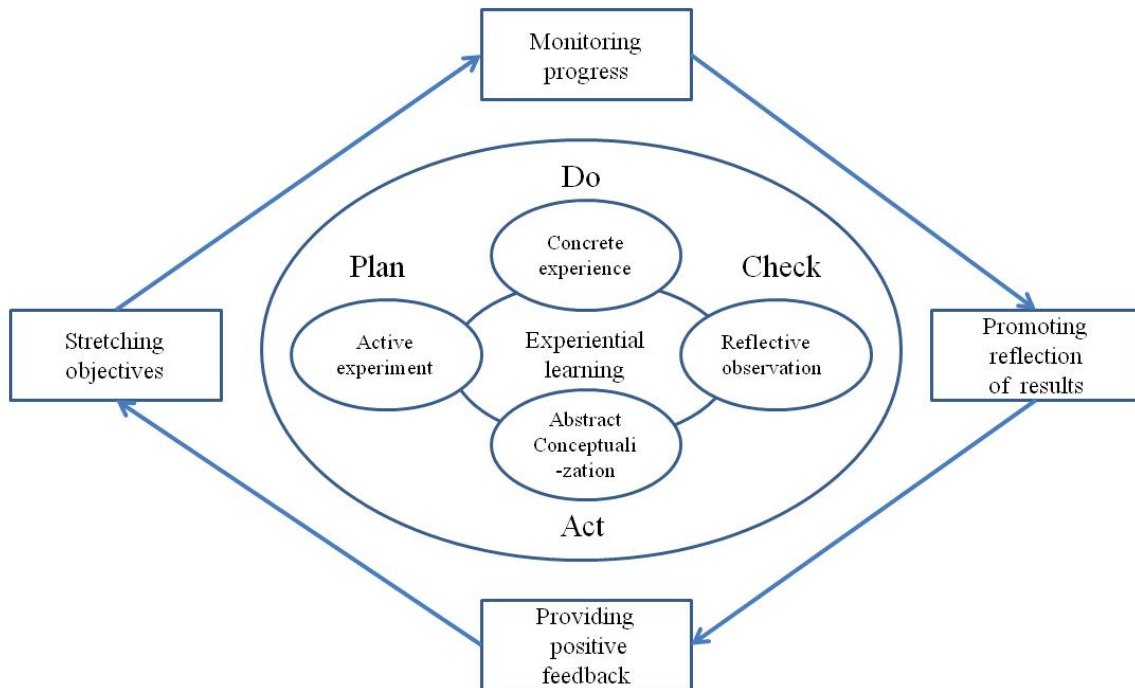 Monitoring
progress
Do
Concrete
experience
Plan
Check
Stretching
objectives
Active
experiment
Experiential
learning
Reflective
observation
Promoting
reflection
of results
Abstract
Conceptuali
-zation
Act
Providing
positive
feedback